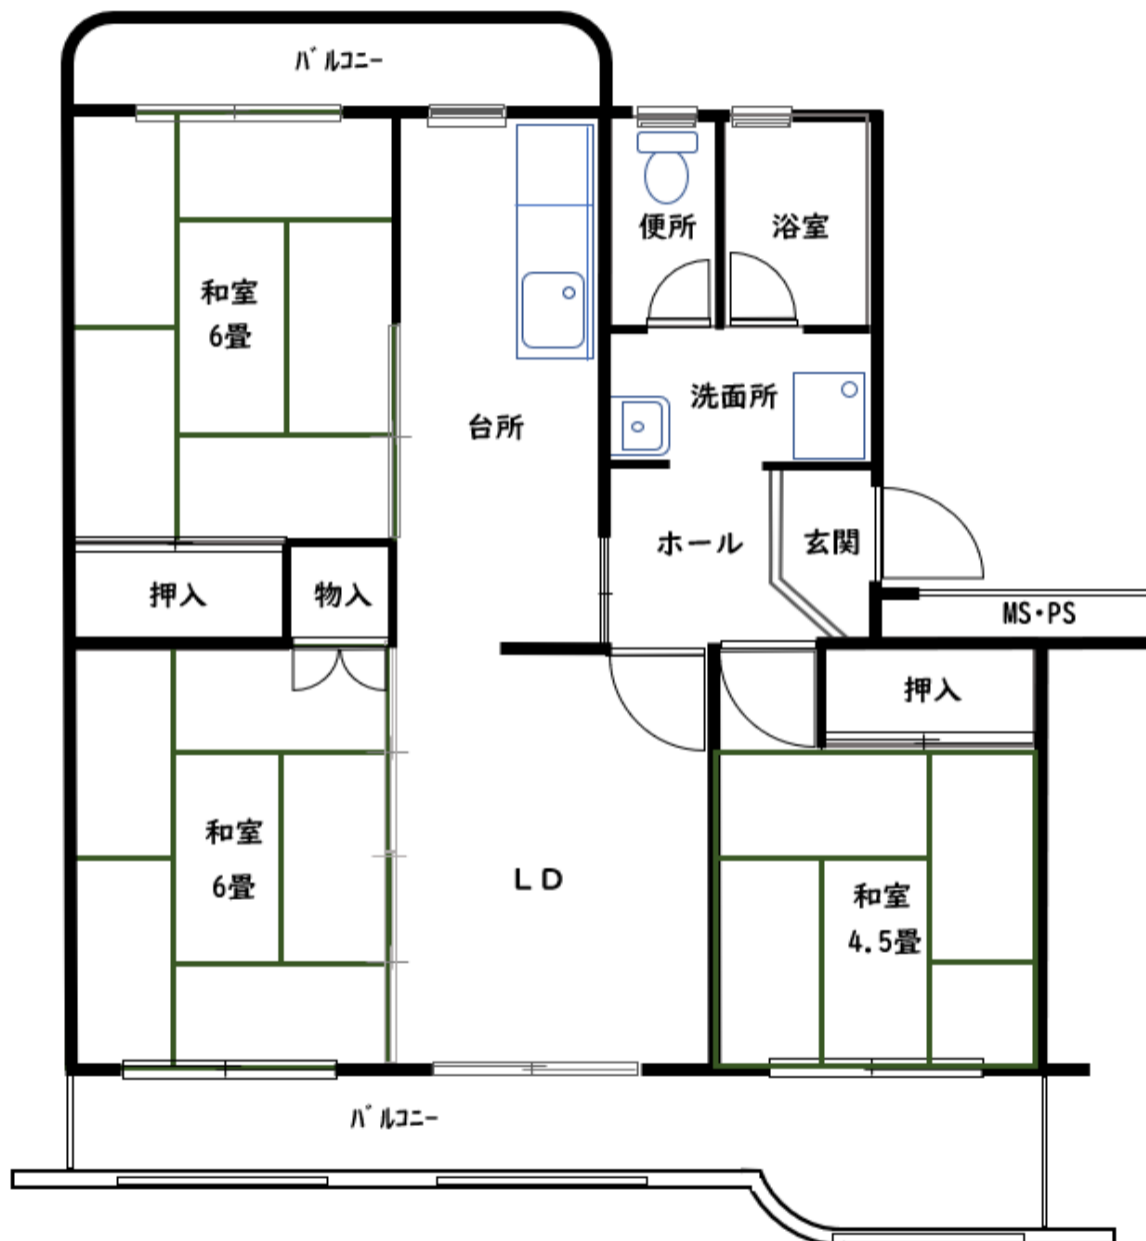 バルコニー
便所
浴室
和室
6畳
洗面所
台所
ホール
玄関
押入
物入
MS・PS
押入
和室
6畳
LD
和室
4.5畳
バルコニー